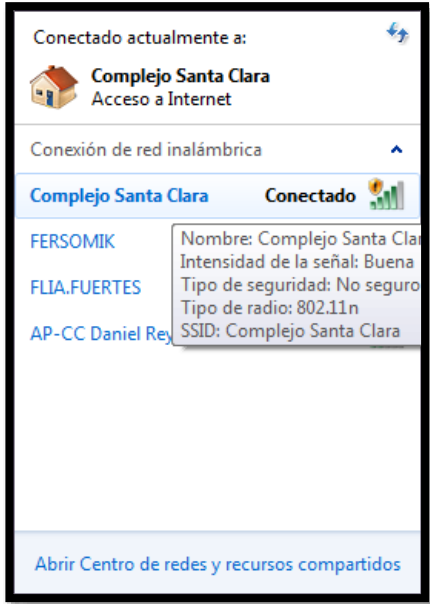 Conectado actualmente a:
Complejo Santa Clara
Acceso a Internet
Conexión de red inalámbrica
Complejo Santa Clara Conectado
FERSOMIK
FLIA.FUERTES
AP-CC Daniel Rey
Nombre: Complejo Santa Clar
Intensidad de la señal: Buena
Tipo de seguridad: No seguro
Tipo de radio: 802.11n
SSID: Complejo Santa Clara
Abrir Centro de redes y recursos compartidos